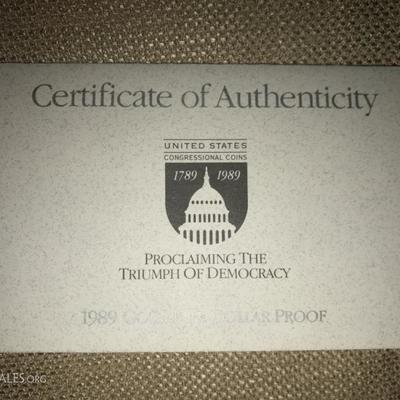 Certificate of Authenticity
UNITED STATES
CONGRESSIONAL COINS
1789 1989
PROCLAIMING THE
TRIUMPH OF DEMOCRACY
1989 DOLLAR PROOF
ALES.ORG